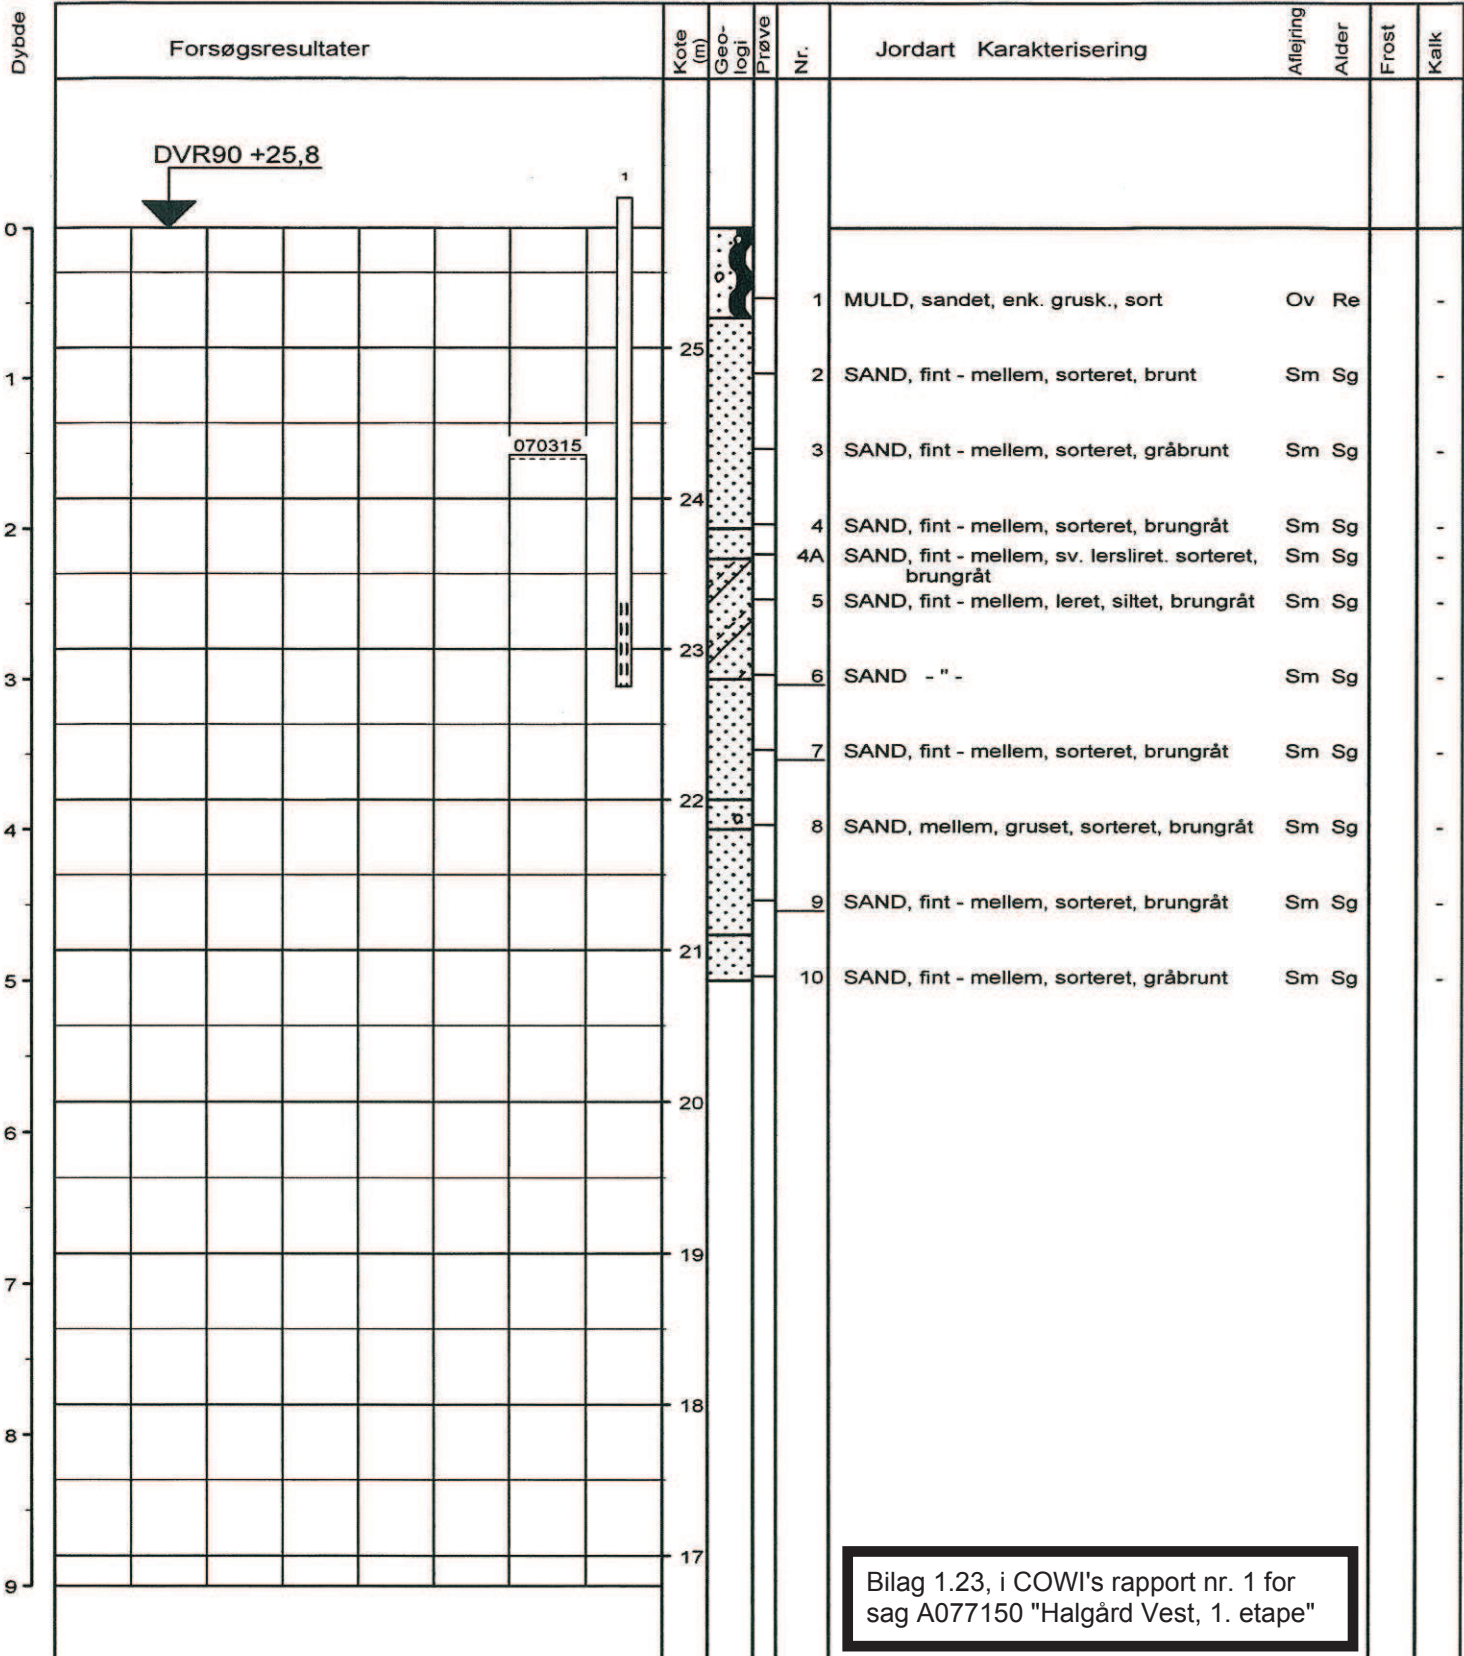 Dybde Forsøgsresultater Kote (m) Geo-logi Prøve Nr. Jordart Karakterisering Aflejring Alder Frost Kalk
DVR90 +25,8
1
0
1 MULD, sandet, enk. grusk., sort Ov Re -
25
1 2 SAND, fint - mellem, sorteret, brunt Sm Sg -
070315 3 SAND, fint - mellem, sorteret, gråbrunt Sm Sg -
24
2 4 SAND, fint - mellem, sorteret, brungråt Sm Sg -
4A SAND, fint - mellem, sv. lersliret. sorteret, Sm Sg -
brungråt
5 SAND, fint - mellem, leret, siltet, brungråt Sm Sg -
23
3 6 SAND - " - Sm Sg -
7 SAND, fint - mellem, sorteret, brungråt Sm Sg -
22
4 8 SAND, mellem, gruset, sorteret, brungråt Sm Sg -
9 SAND, fint - mellem, sorteret, brungråt Sm Sg -
21
5 10 SAND, fint - mellem, sorteret, gråbrunt Sm Sg -
20
6
19
7
18
8
17
9
Bilag 1.23, i COWI's rapport nr. 1 for
sag A077150 "Halgård Vest, 1. etape"